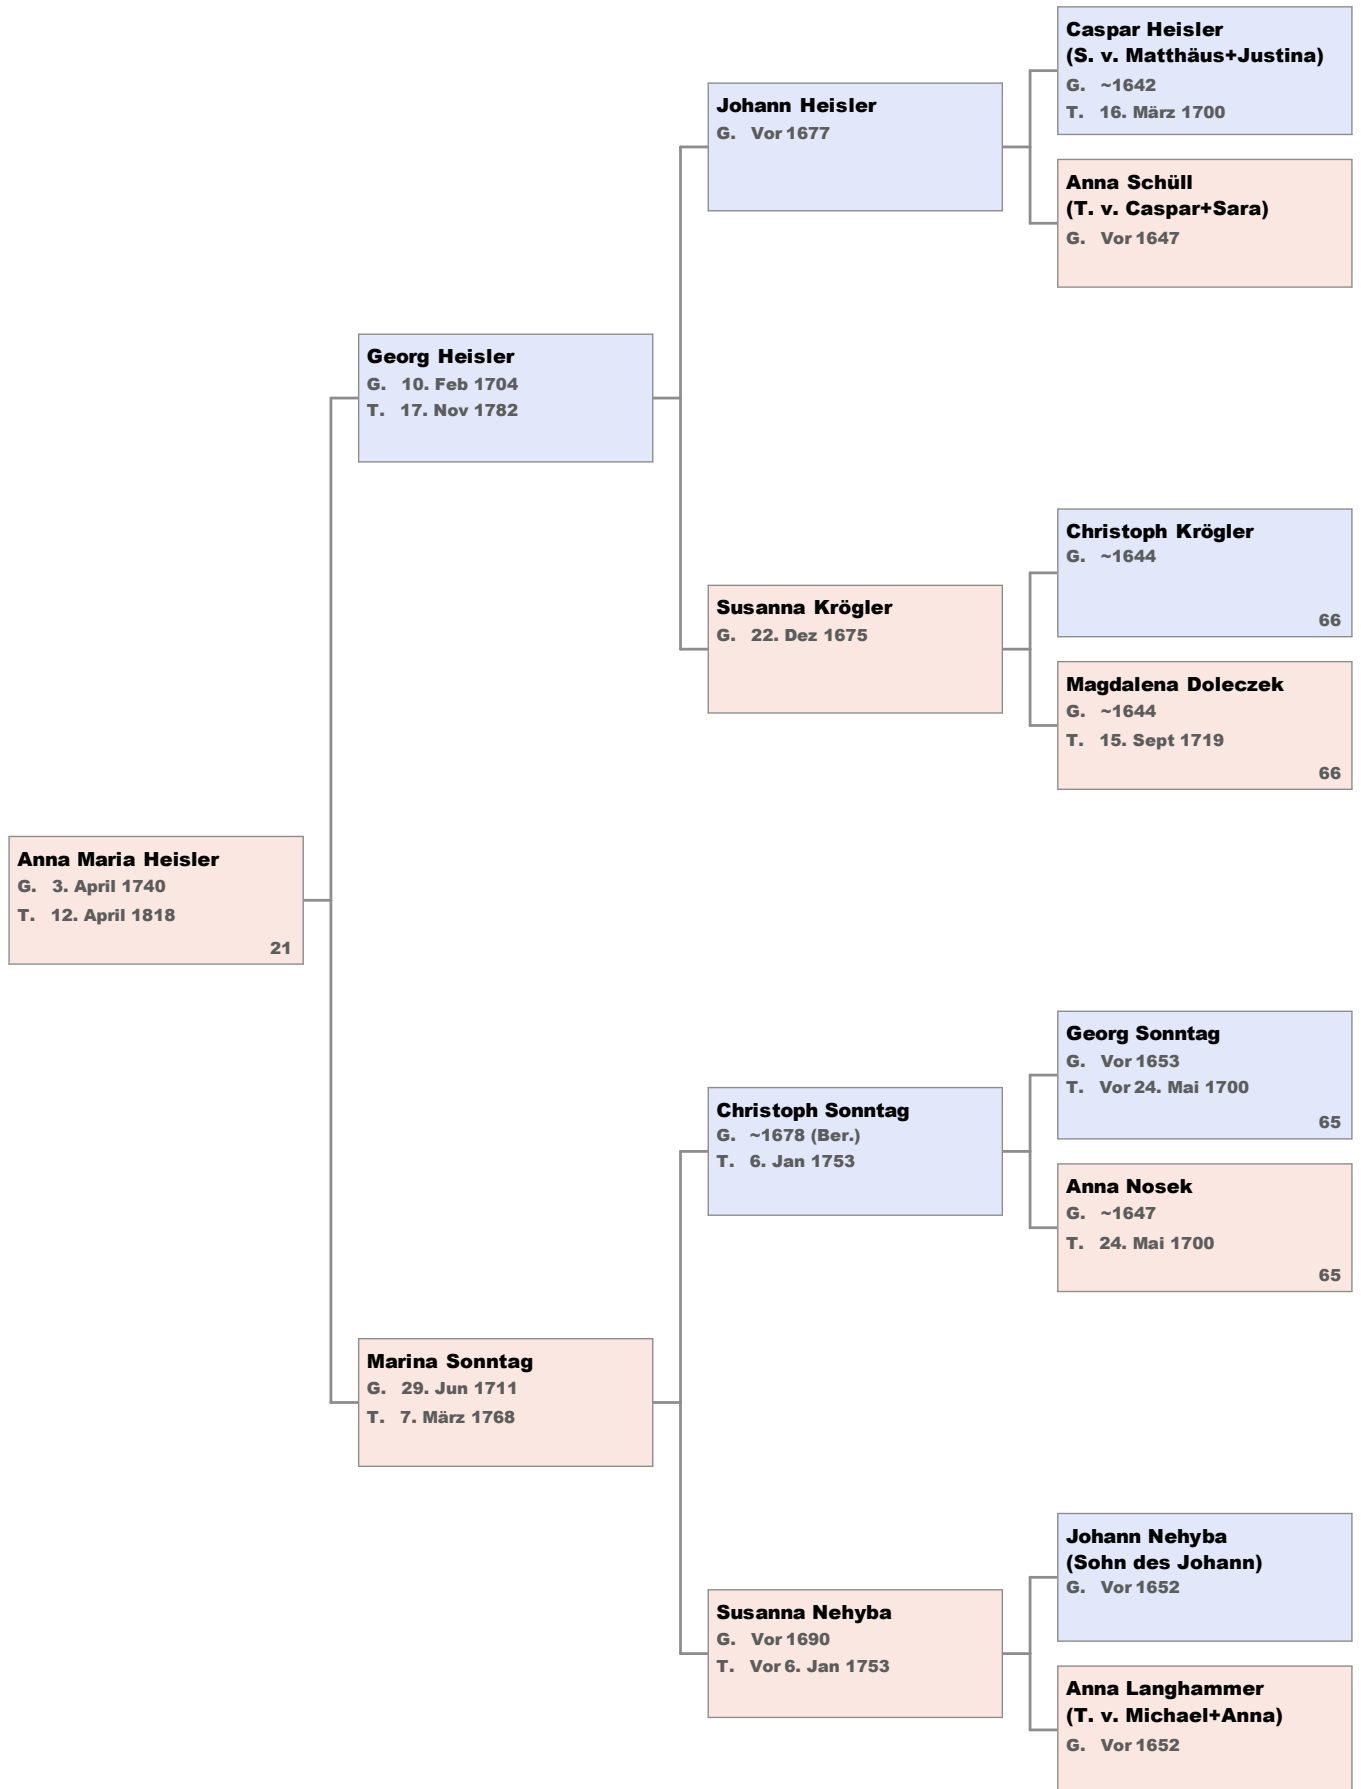 Caspar Heisler
(S. v. Matthäus+Justina)
G. ~1642
T. 16. März 1700
Johann Heisler
G. Vor 1677
Anna Schüll
(T. v. Caspar+Sara)
G. Vor 1647
Georg Heisler
G. 10. Feb 1704
T. 17. Nov 1782
Christoph Krögler
G. ~1644
66
Susanna Krögler
G. 22. Dez 1675
Magdalena Doleczek
G. ~1644
T. 15. Sept 1719
66
Anna Maria Heisler
G. 3. April 1740
T. 12. April 1818
21
Georg Sonntag
G. Vor 1653
T. Vor 24. Mai 1700
65
Christoph Sonntag
G. ~1678 (Ber.)
T. 6. Jan 1753
Anna Nosek
G. ~1647
T. 24. Mai 1700
65
Marina Sonntag
G. 29. Jun 1711
T. 7. März 1768
Johann Nehyba
(Sohn des Johann)
G. Vor 1652
Susanna Nehyba
G. Vor 1690
T. Vor 6. Jan 1753
Anna Langhammer
(T. v. Michael+Anna)
G. Vor 1652